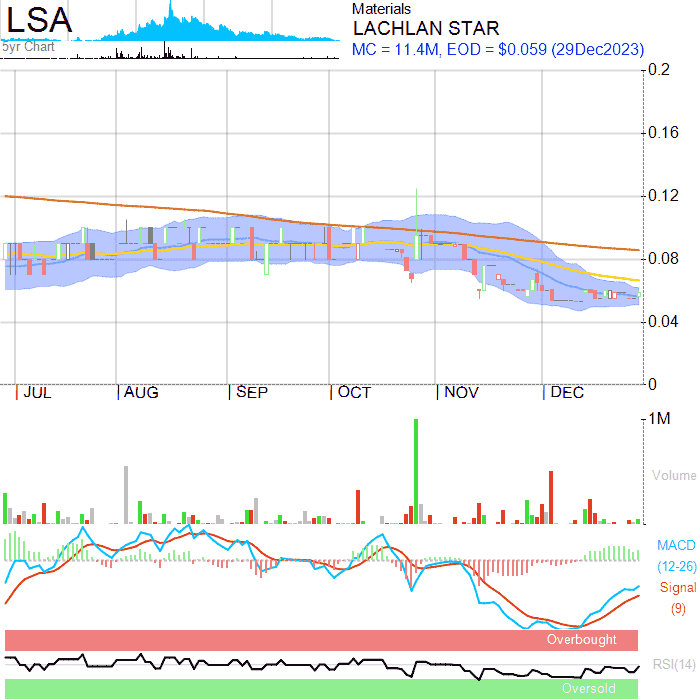 LSA
5yr Chart
Materials
LACHLAN STAR
MC = 11.4M, EOD = $0.059 (29Dec2023)
0.2
0.16
0.12
0.08
0.04
0
JUL AUG SEP OCT NOV DEC
1M
Volume
MACD
(12-26)
Signal
(9)
Overbought
RSI(14)
Oversold